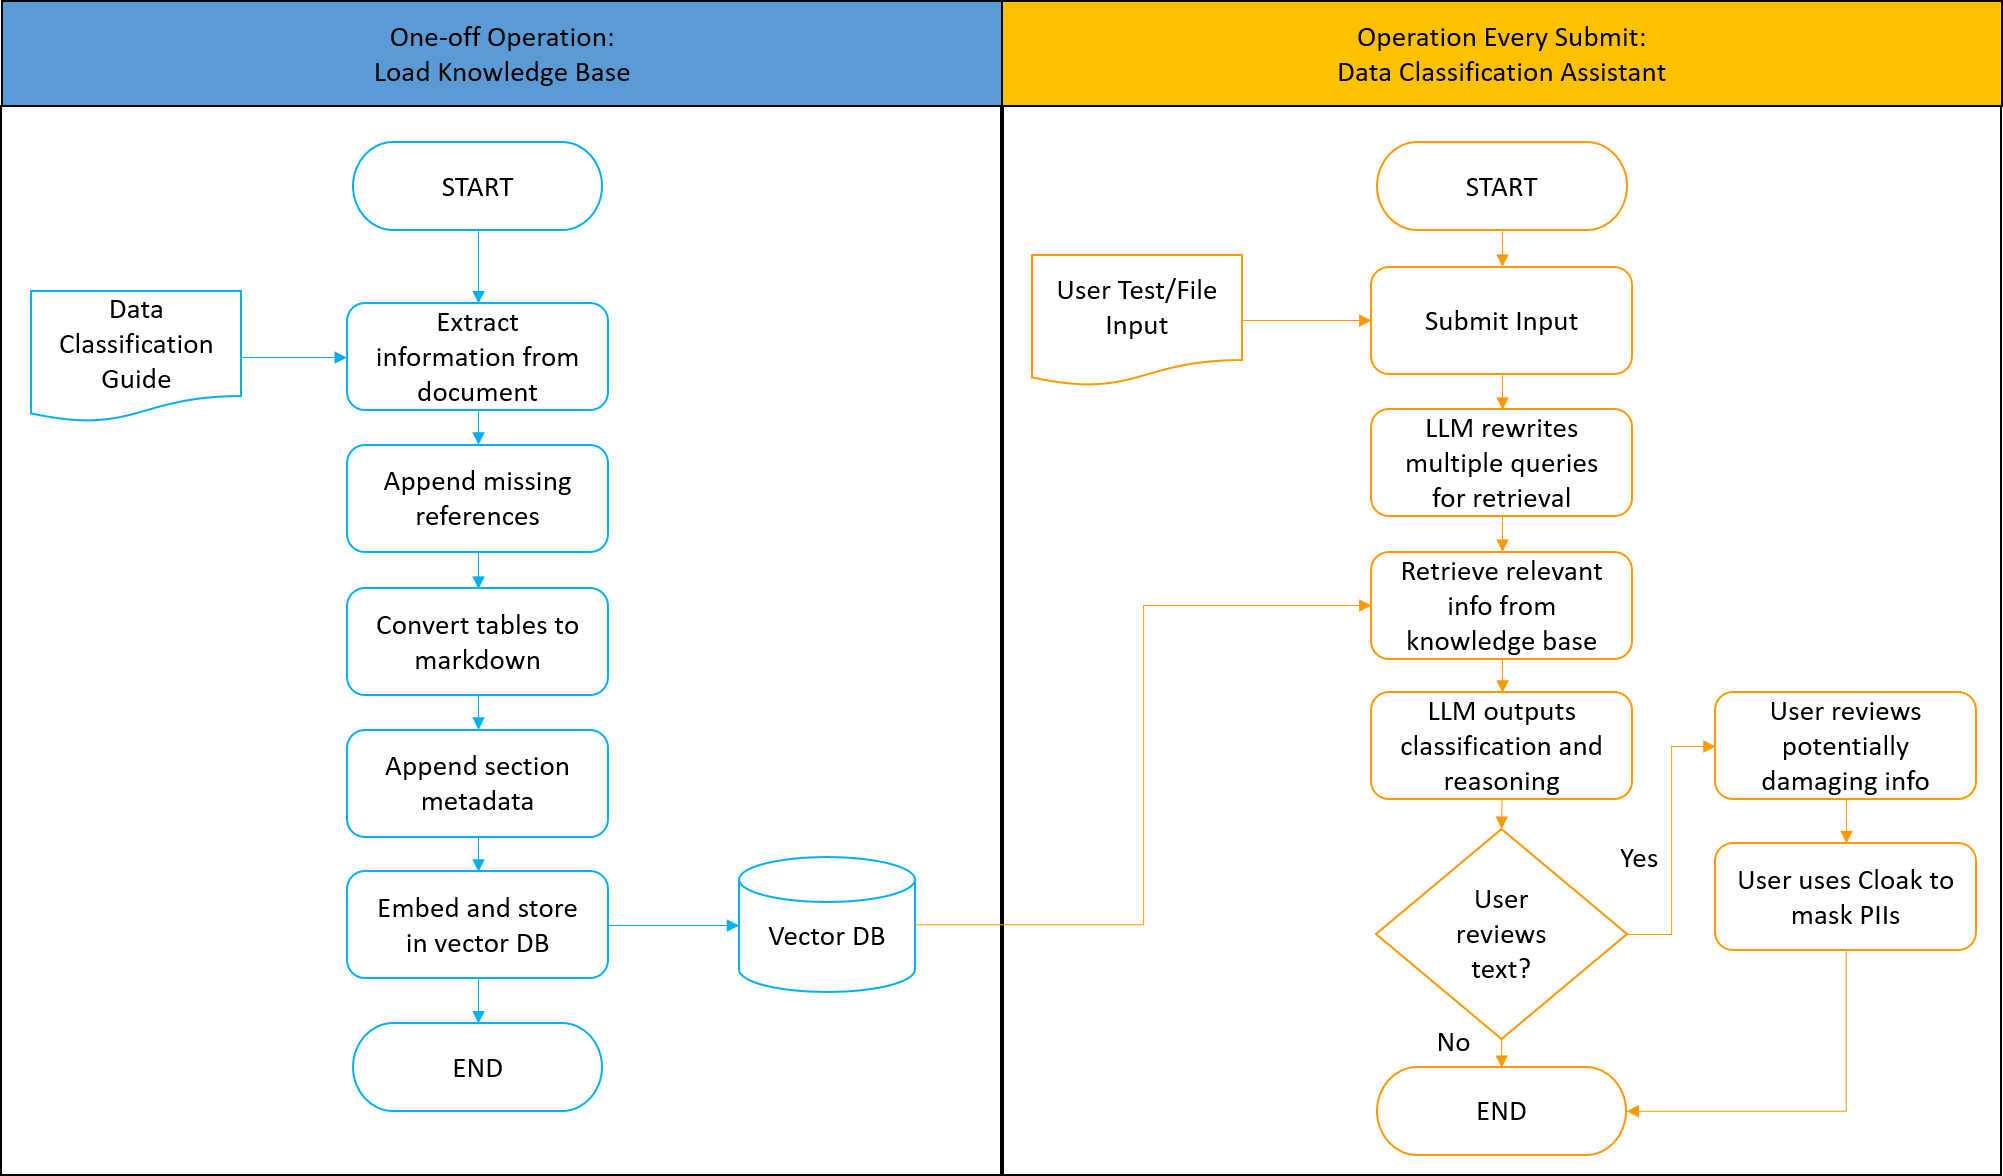 One-off Operation:
Load Knowledge Base
START
Data
Classification
Guide
Extract
information from
document
Append missing
references
Convert tables to
markdown
Append section
metadata
Embed and store
in vector DB
Vector DB
END
Operation Every Submit:
Data Classification Assistant
START
User Test/File
Input
Submit Input
LLM rewrites
multiple queries
for retrieval
Retrieve relevant
info from
knowledge base
LLM outputs
classification and
reasoning
User
reviews
text?
Yes
User reviews
potentially
damaging info
User uses Cloak to
mask PIIs
No
END